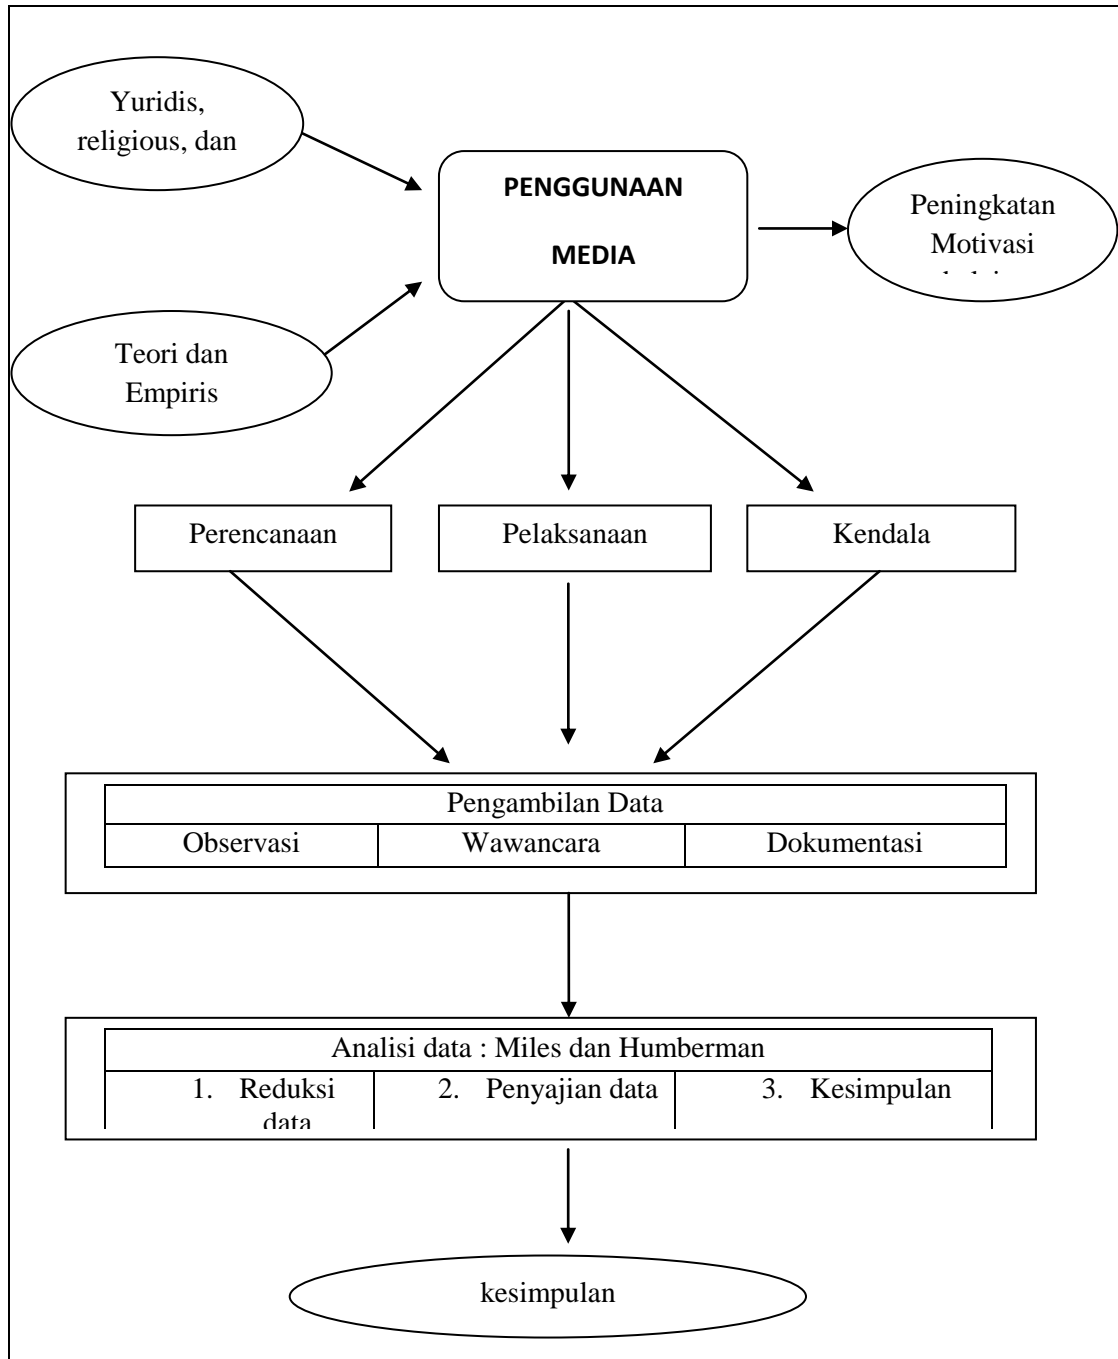 Yuridis,
religious, dan
PENGGUNAAN
MEDIA
Peningkatan
Motivasi
Teori dan
Empiris
Perencanaan
Pelaksanaan
Kendala
Pengambilan Data
Observasi
Wawancara
Dokumentasi
Analisi data : Miles dan Humberman
1. Reduksi
data
2. Penyajian data
3. Kesimpulan
kesimpulan